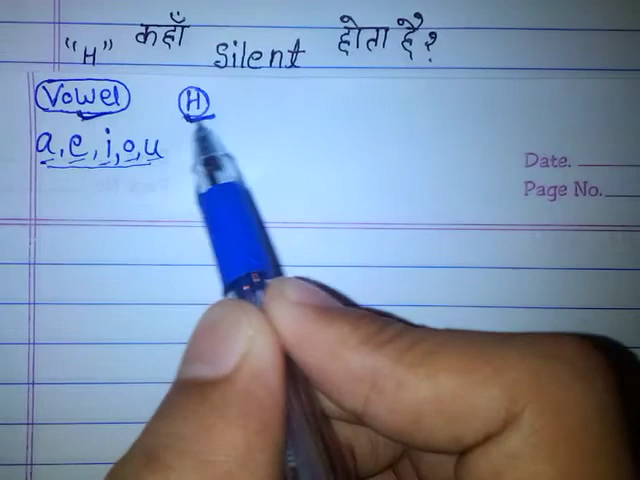 "H" कहाँ silent होता है?
Vowel H
a, e, i, o, u
Date.
Page No.